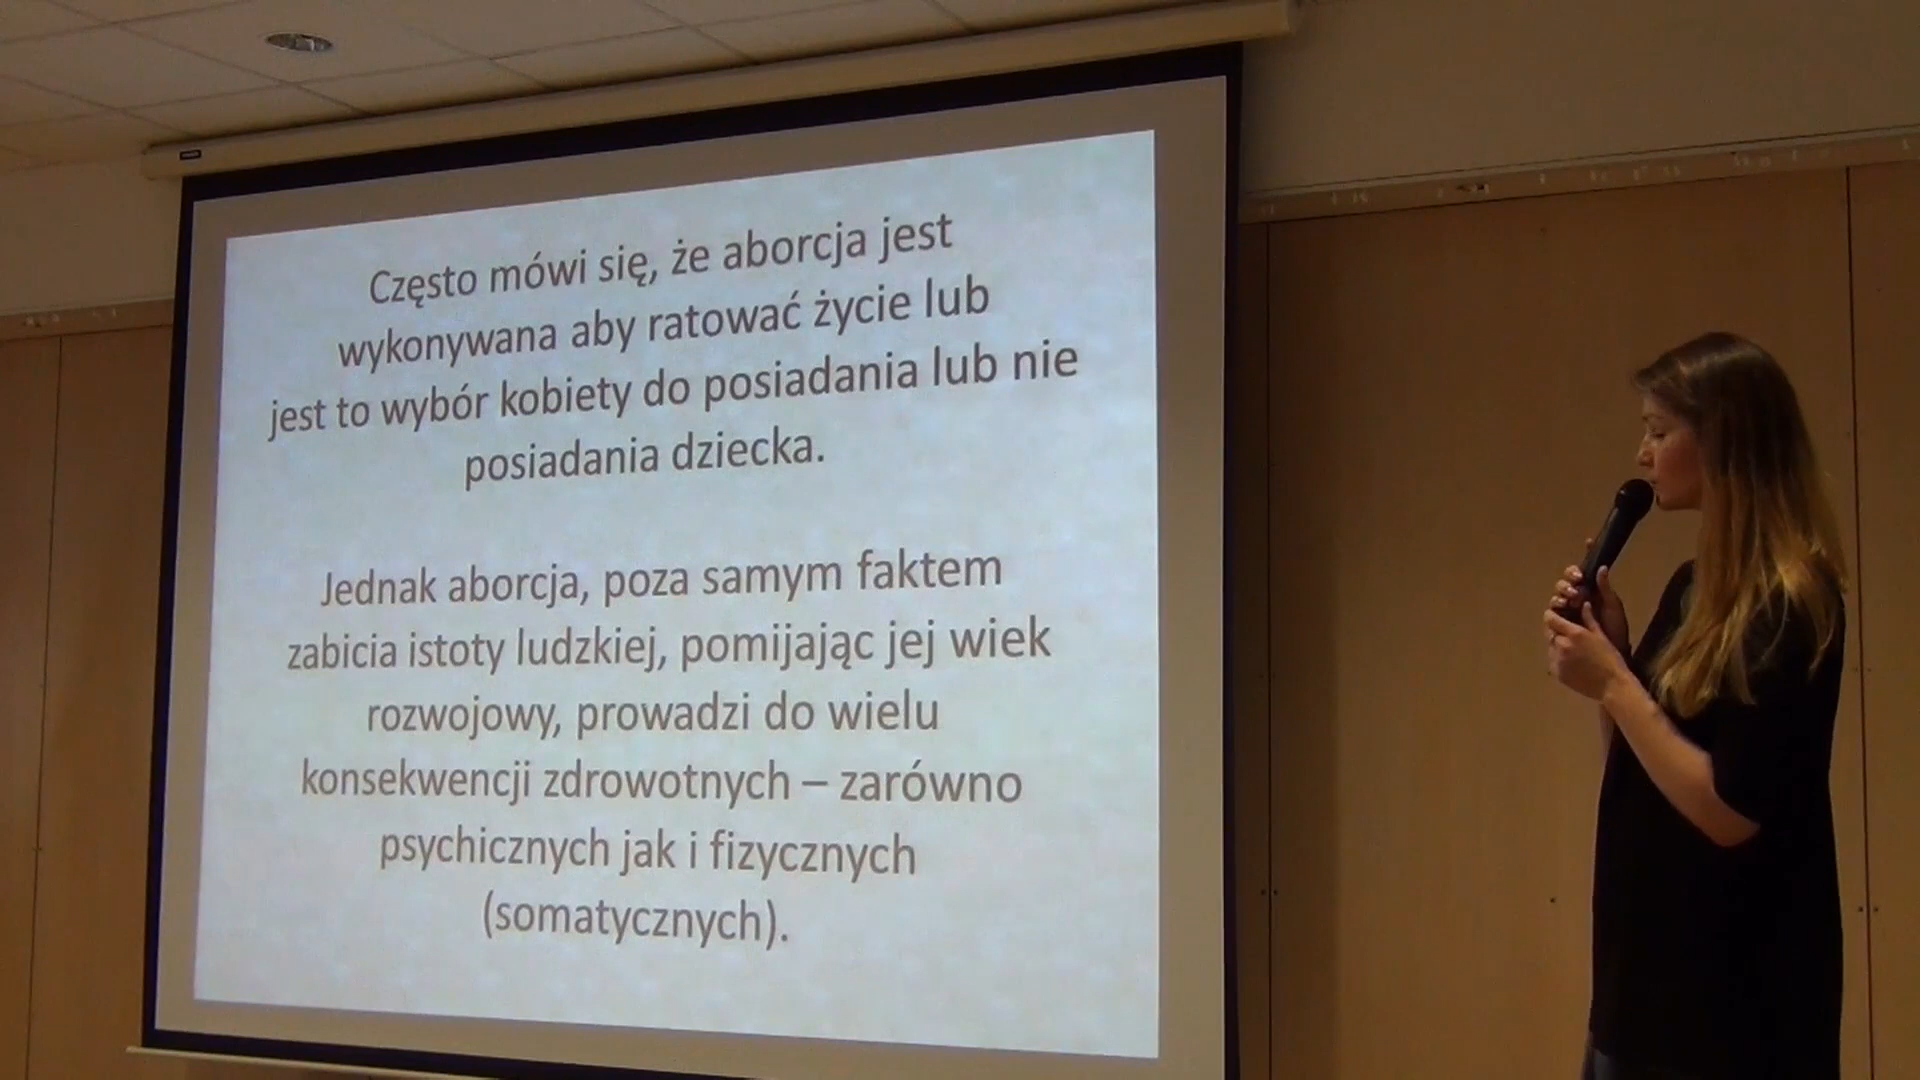 Często mówi się, że aborcja jest
wykonywana aby ratować życie lub
jest to wybór kobiety do posiadania lub nie
posiadania dziecka.
Jednak aborcja, poza samym faktem
zabicia istoty ludzkiej, pomijając jej wiek
rozwojowy, prowadzi do wielu
konsekwencji zdrowotnych – zarówno
psychicznych jak i fizycznych
(somatycznych).